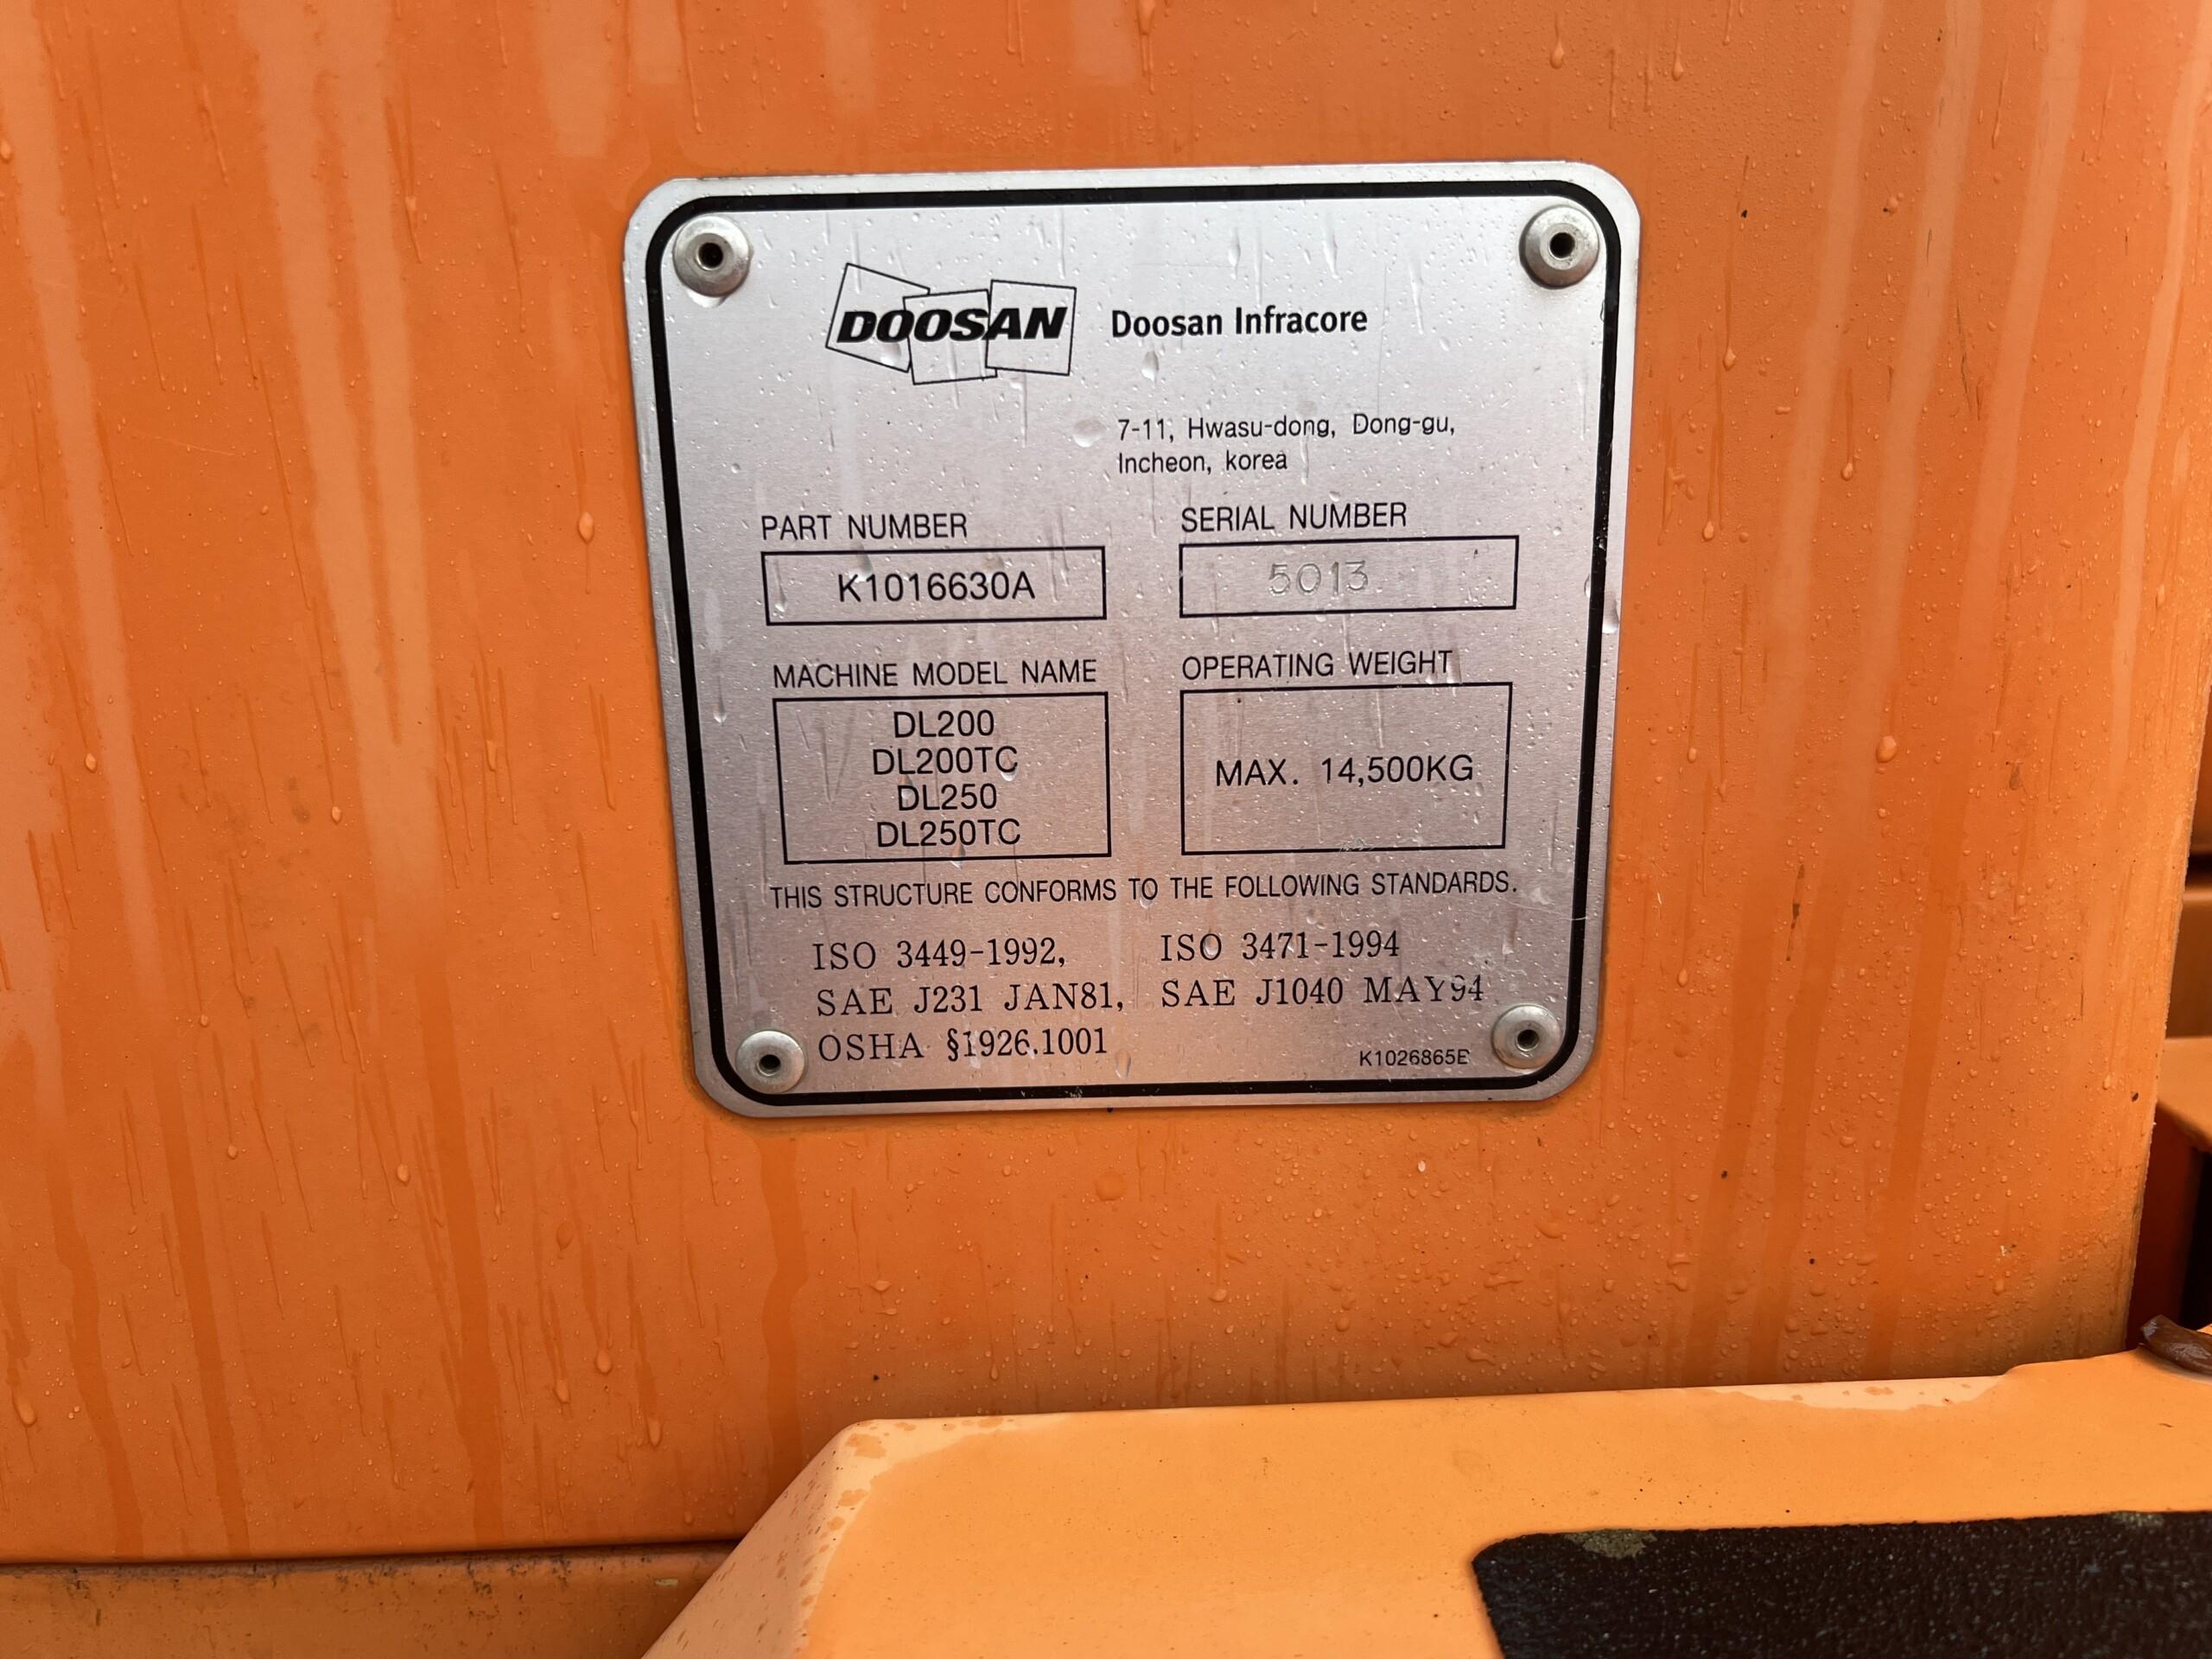 DOOSAN Doosan Infracore
7-11, Hwasu-dong, Dong-gu,
Incheon, korea
PART NUMBER SERIAL NUMBER
K1016630A 5013
MACHINE MODEL NAME OPERATING WEIGHT
DL200
DL200TC
DL250
DL250TC
MAX. 14,500KG
THIS STRUCTURE CONFORMS TO THE FOLLOWING STANDARDS.
ISO 3449-1992, ISO 3471-1994
SAE J231 JAN81, SAE J1040 MAY94
OSHA §1926.1001
K1026865E